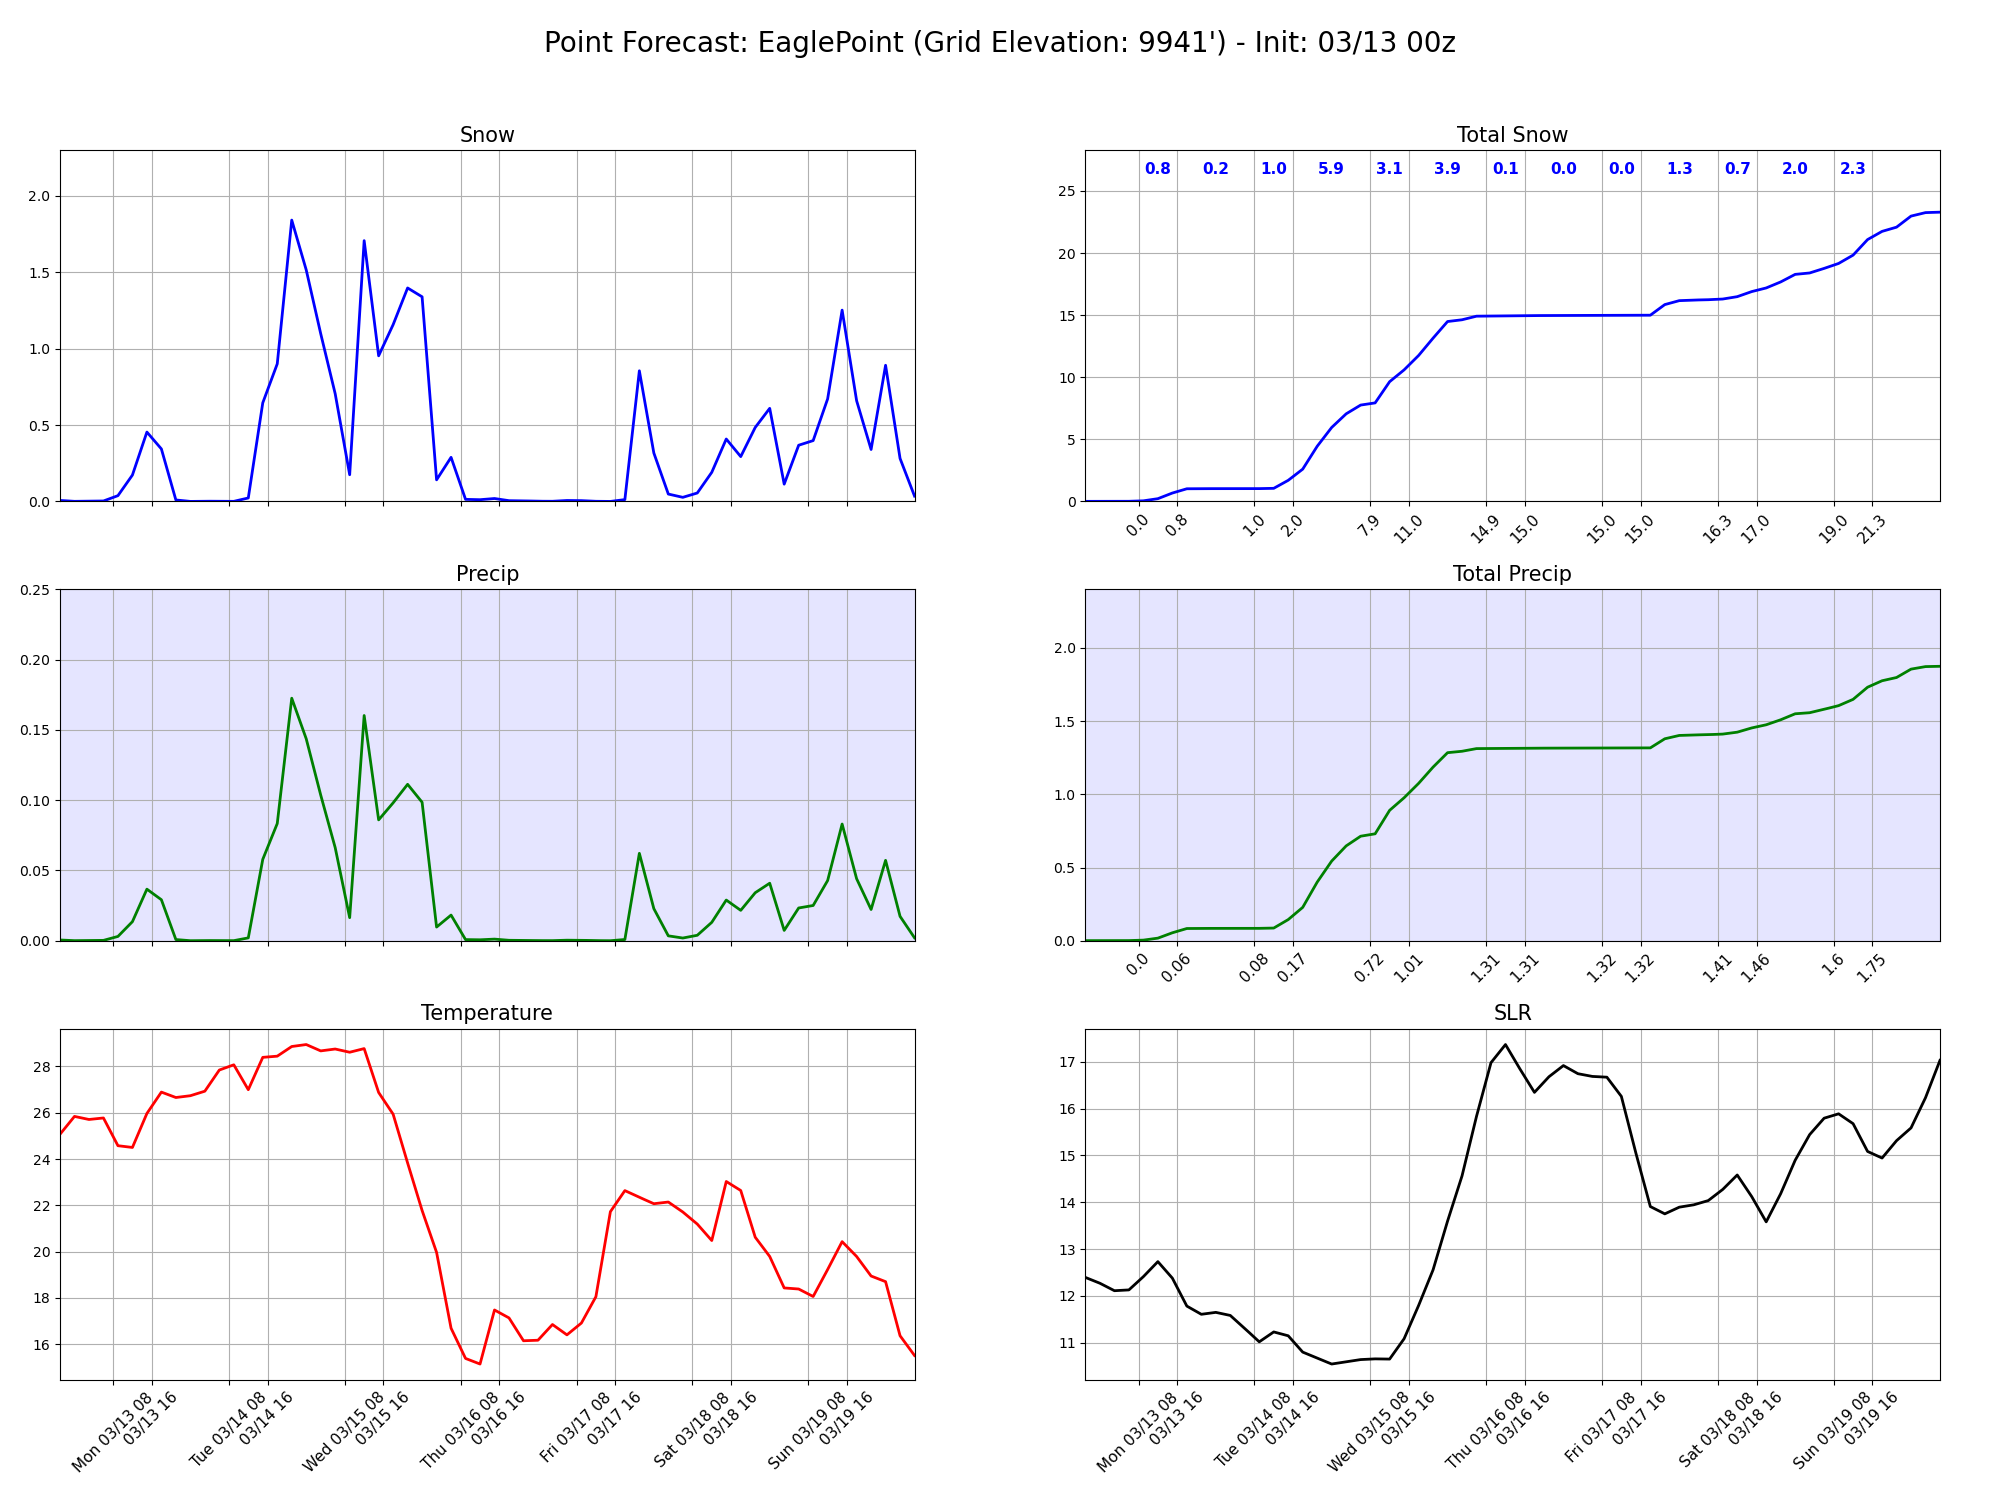 Point Forecast: EaglePoint (Grid Elevation: 9941') - Init: 03/13 00z
Snow
2.0
1.5
1.0
0.5
0.0
Total Snow
0.8 0.2 1.0 5.9 3.1 3.9 0.1 0.0 0.0 1.3 0.7 2.0 2.3
25
20
15
10
5
0
0.0 0.8 1.0 2.0 7.9 11.0 14.9 15.0 15.0 15.0 16.3 17.0 19.0 21.3
Precip
0.25
0.20
0.15
0.10
0.05
0.00
Total Precip
2.0
1.5
1.0
0.5
0.0
0.0 0.06 0.08 0.17 0.72 1.01 1.31 1.31 1.32 1.32 1.41 1.46 1.6 1.75
Temperature
28
26
24
22
20
18
16
Mon 03/13 08
03/13 16
Tue 03/14 08
03/14 16
Wed 03/15 08
03/15 16
Thu 03/16 08
03/16 16
Fri 03/17 08
03/17 16
Sat 03/18 08
03/18 16
Sun 03/19 08
03/19 16
SLR
17
16
15
14
13
12
11
Mon 03/13 08
03/13 16
Tue 03/14 08
03/14 16
Wed 03/15 08
03/15 16
Thu 03/16 08
03/16 16
Fri 03/17 08
03/17 16
Sat 03/18 08
03/18 16
Sun 03/19 08
03/19 16